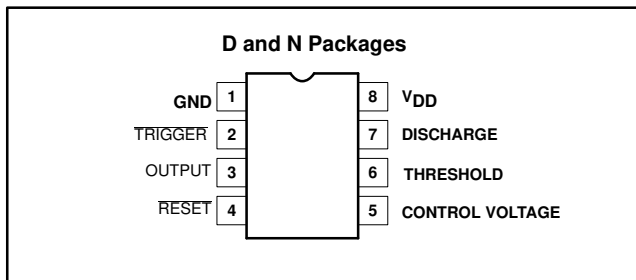 D and N Packages
GND 1 8 VDD
TRIGGER 2 7 DISCHARGE
OUTPUT 3 6 THRESHOLD
RESET 4 5 CONTROL VOLTAGE